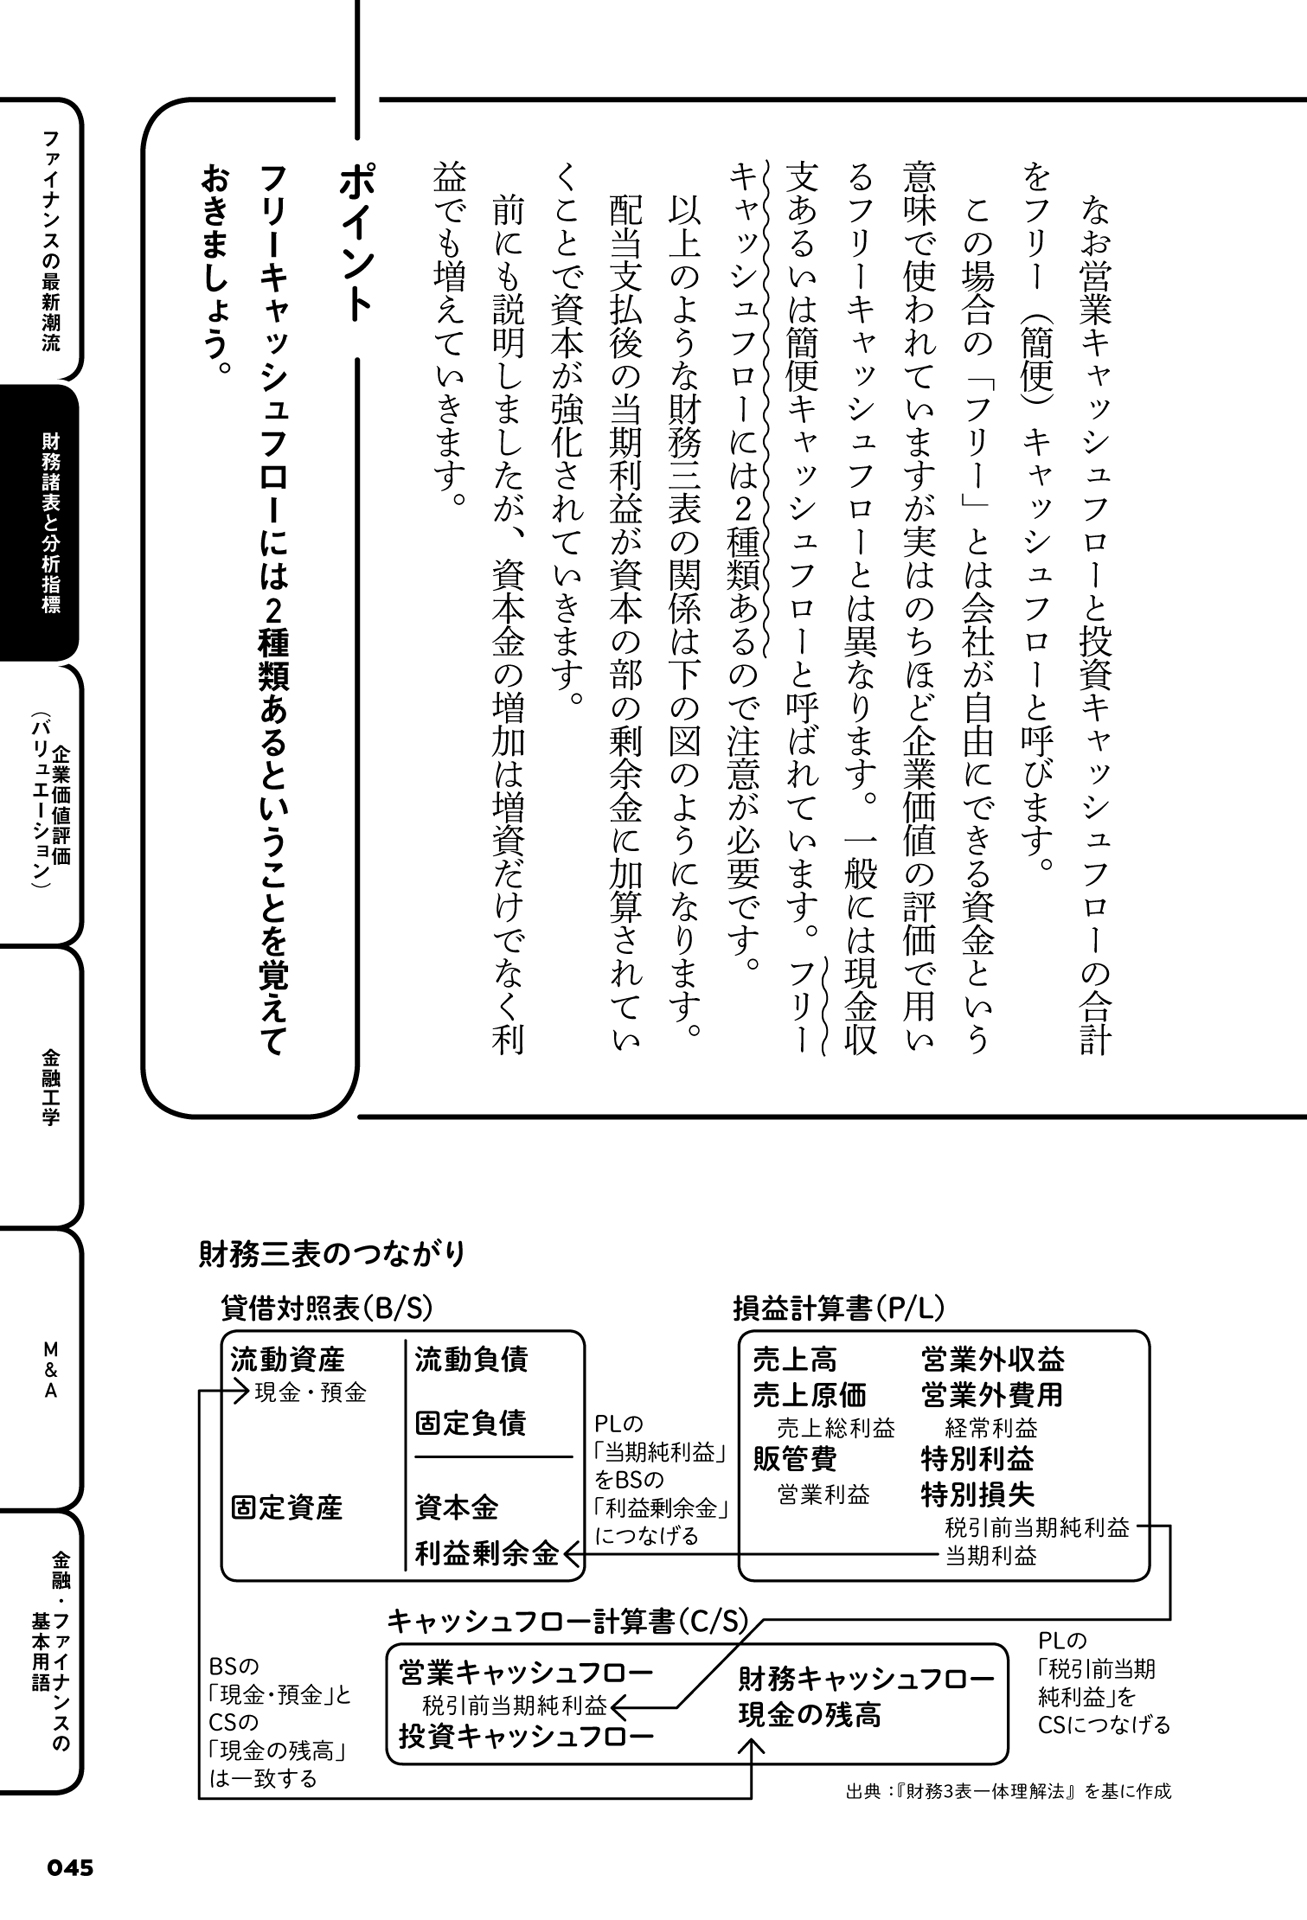 なお営業キャッシュフローと投資キャッシュフローの合計
をフリー（簡便）キャッシュフローと呼びます。
この場合の「フリー」とは会社が自由にできる資金という
意味で使われていますが実はのちほど企業価値の評価で用い
るフリーキャッシュフローとは異なります。一般には現金収
支あるいは簡便キャッシュフローと呼ばれています。フリー
キャッシュフローには2種類あるので注意が必要です。
以上のような財務三表の関係は下の図のようになります。
配当支払後の当期利益が資本の部の剰余金に加算されてい
くことで資本が強化されていきます。
前にも説明しましたが、資本金の増加は増資だけでなく利
益でも増えていきます。
ポイント
フリーキャッシュフローには2種類あるということを覚えて
おきましょう。
財務三表のつながり
貸借対照表(B/S)
流動資産
現金・預金
固定資産
流動負債
固定負債
資本金
利益剰余金
PLの
「当期純利益」
をBSの
「利益剰余金」
につなげる
損益計算書(P/L)
売上高
売上原価
売上総利益
販管費
営業利益
営業外収益
営業外費用
経常利益
特別利益
特別損失
税引前当期純利益
当期利益
キャッシュフロー計算書(C/S)
営業キャッシュフロー
税引前当期純利益
投資キャッシュフロー
財務キャッシュフロー
現金の残高
BSの
「現金・預金」と
CSの
「現金の残高」
は一致する
PLの
「税引前当期
純利益」を
CSにつなげる
出典：『財務3表一体理解法』を基に作成
ファイナンスの最新潮流
財務諸表と分析指標
企業価値評価
（バリュエーション）
金融工学
M&A
金融・ファイナンスの
基本用語
045